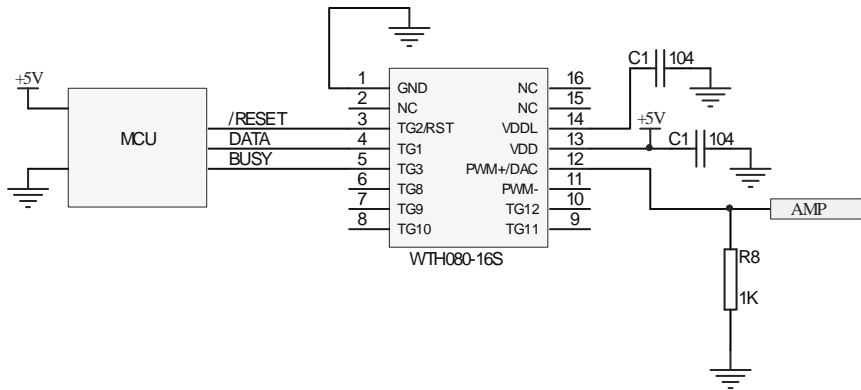 C1 104
+5V
1 GND NC 16
2 NC NC 15
/RESET 3 TG2/RST VDDL 14 +5V
MCU DATA 4 TG1 VDD 13 C1 104
BUSY 5 TG3 PWM+/DAC 12
6 TG8 PWM- 11
7 TG9 TG12 10 AMP
8 TG10 TG11 9
WTH080-16S
R8
1K